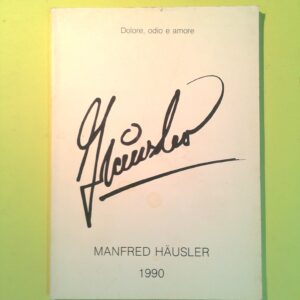 Dolore, odio e amore
Häusler
MANFRED HÄUSLER
1990